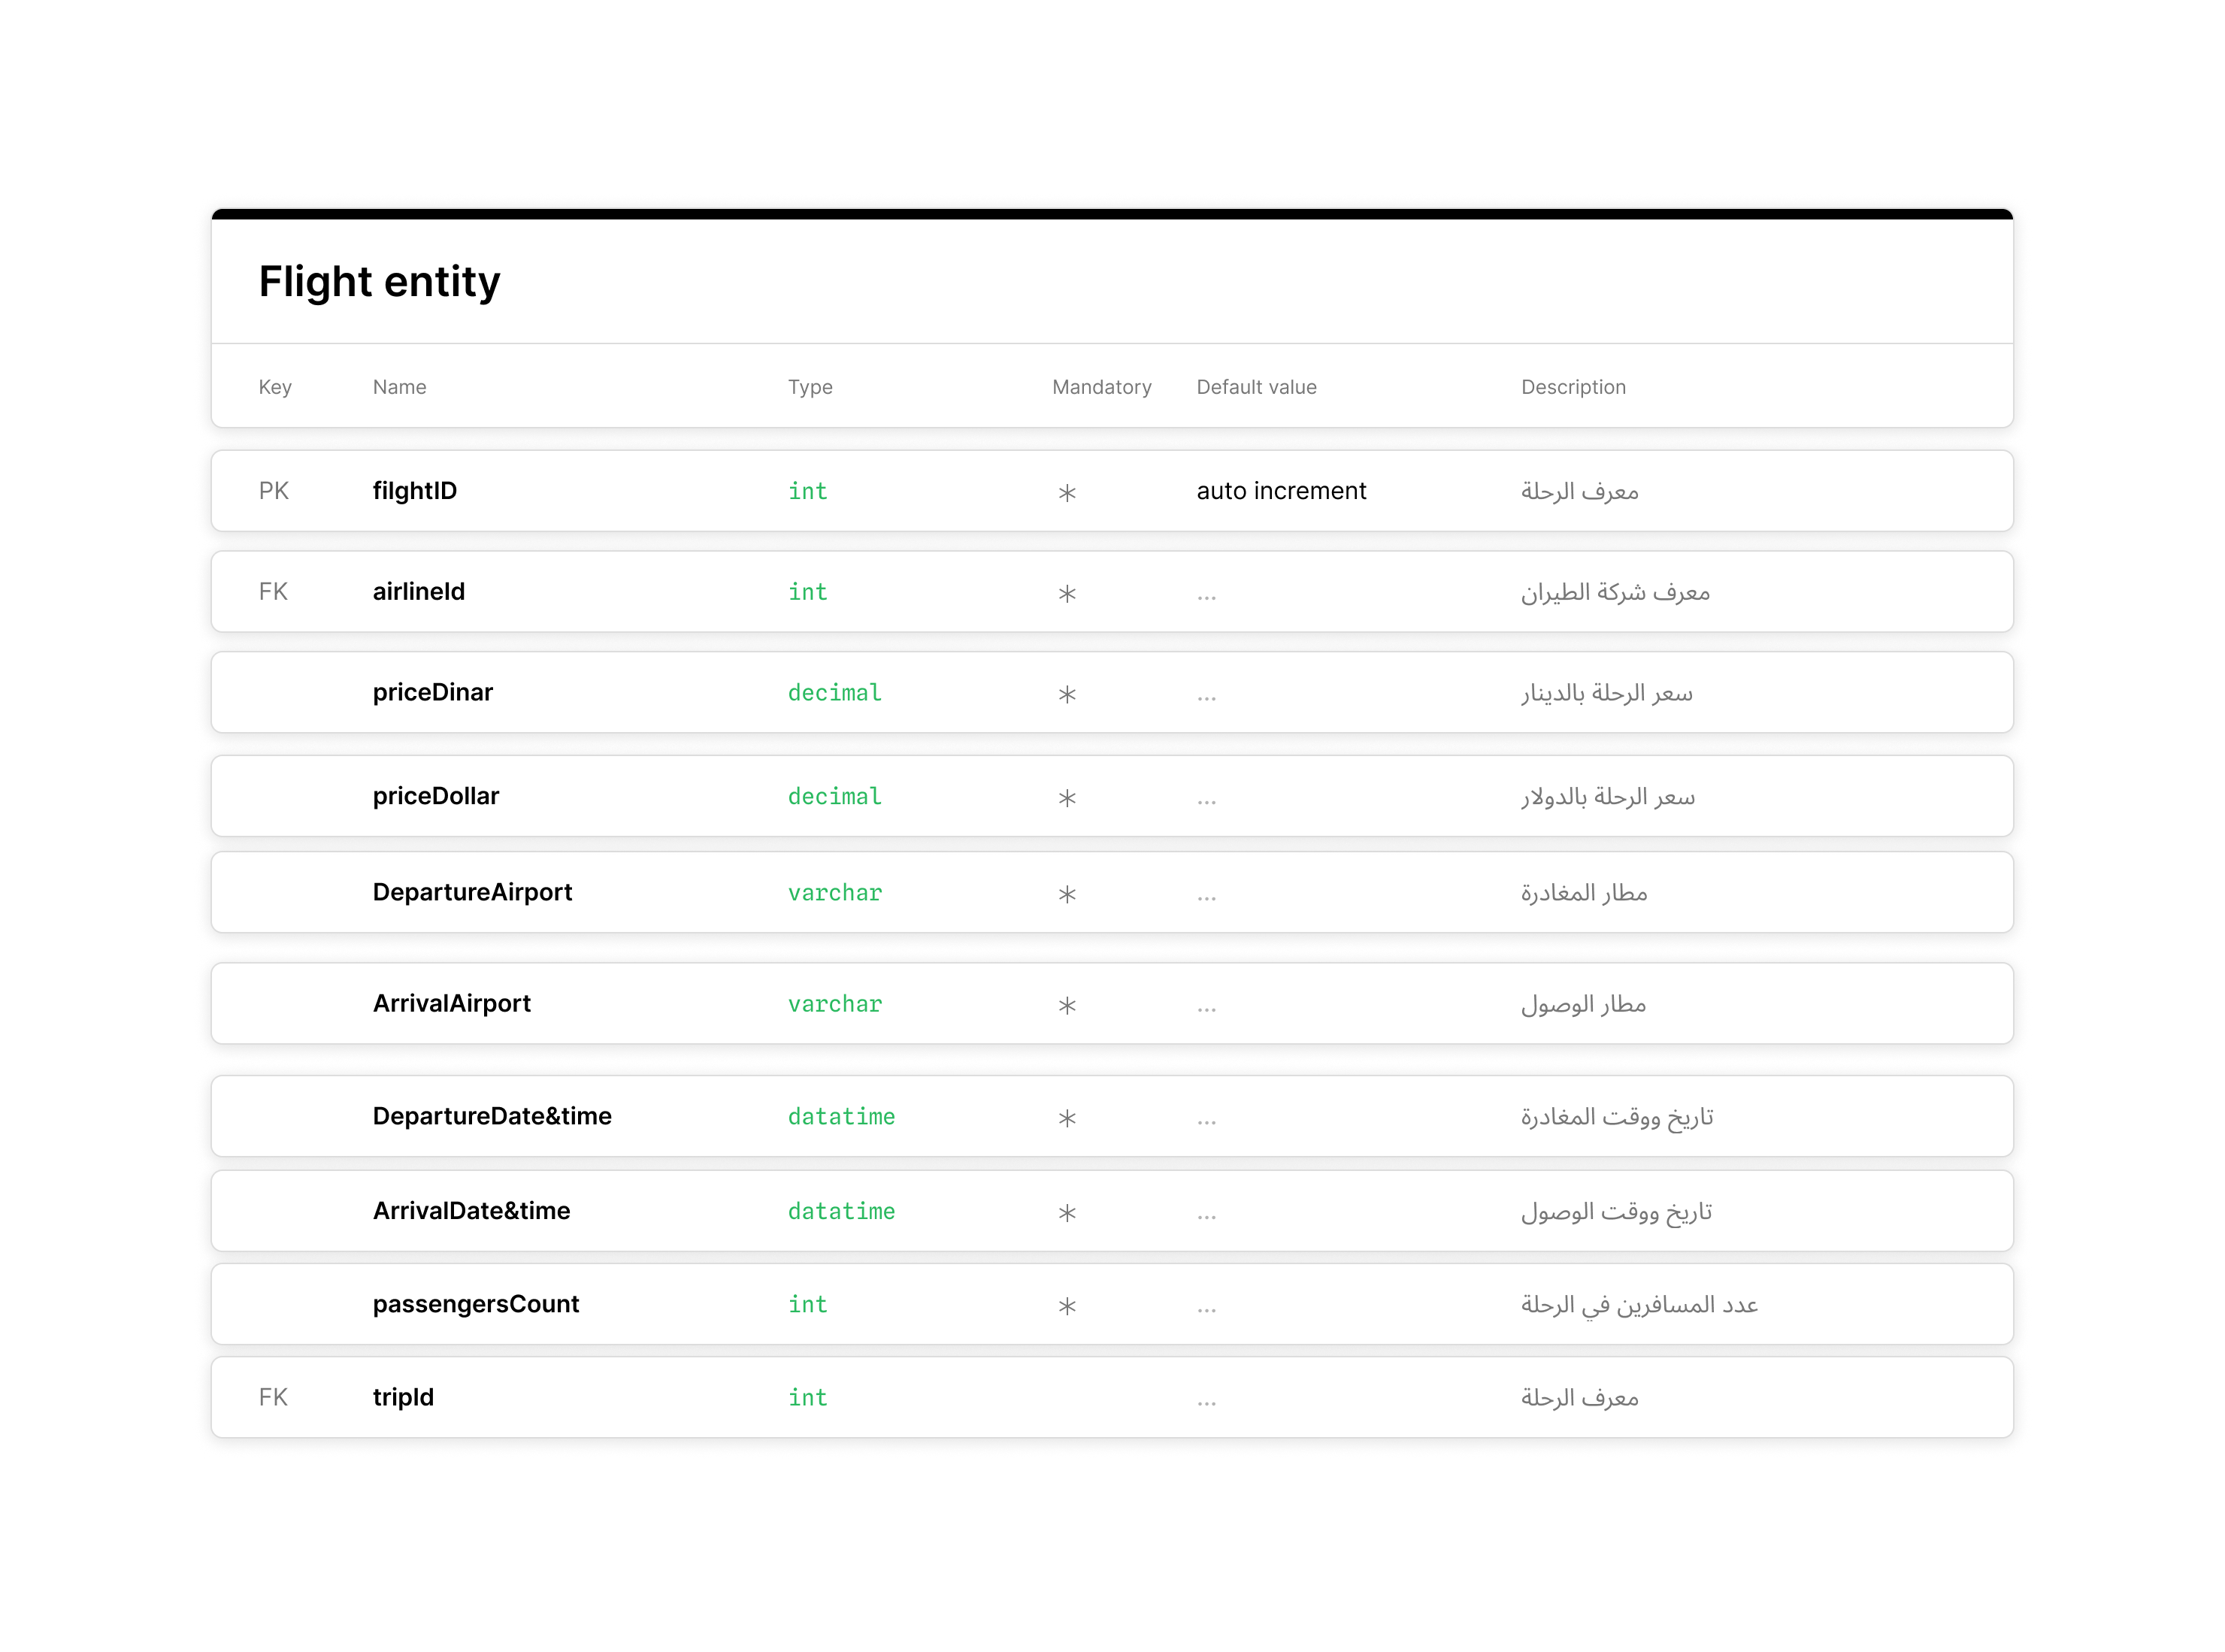 Flight entity
Key Name Type Mandatory Default value Description
PK filghtID int * auto increment معرف الرحلة
FK airlineId int * ... معرف شركة الطيران
priceDinar decimal * ... سعر الرحلة بالدينار
priceDollar decimal * ... سعر الرحلة بالدولار
DepartureAirport varchar * ... مطار المغادرة
ArrivalAirport varchar * ... مطار الوصول
DepartureDate&time datatime * ... تاريخ ووقت المغادرة
ArrivalDate&time datatime * ... تاريخ ووقت الوصول
passengersCount int * ... عدد المسافرين في الرحلة
FK tripId int ... معرف الرحلة